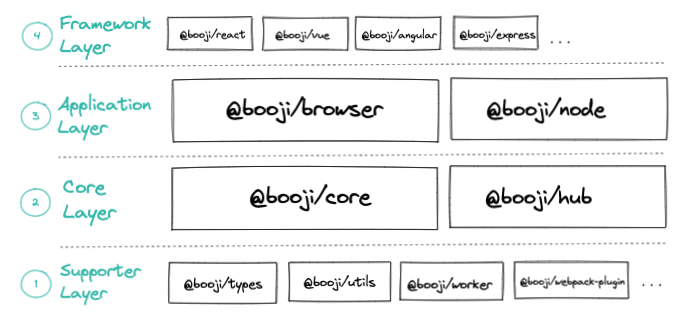 4
Framework
Layer
@booji/react
@booji/vue
@booji/angular
@booji/express
...
3
Application
Layer
@booji/browser
@booji/node
2
Core
Layer
@booji/core
@booji/hub
1
Supporter
Layer
@booji/types
@booji/utils
@booji/worker
@booji/webpack-plugin
...